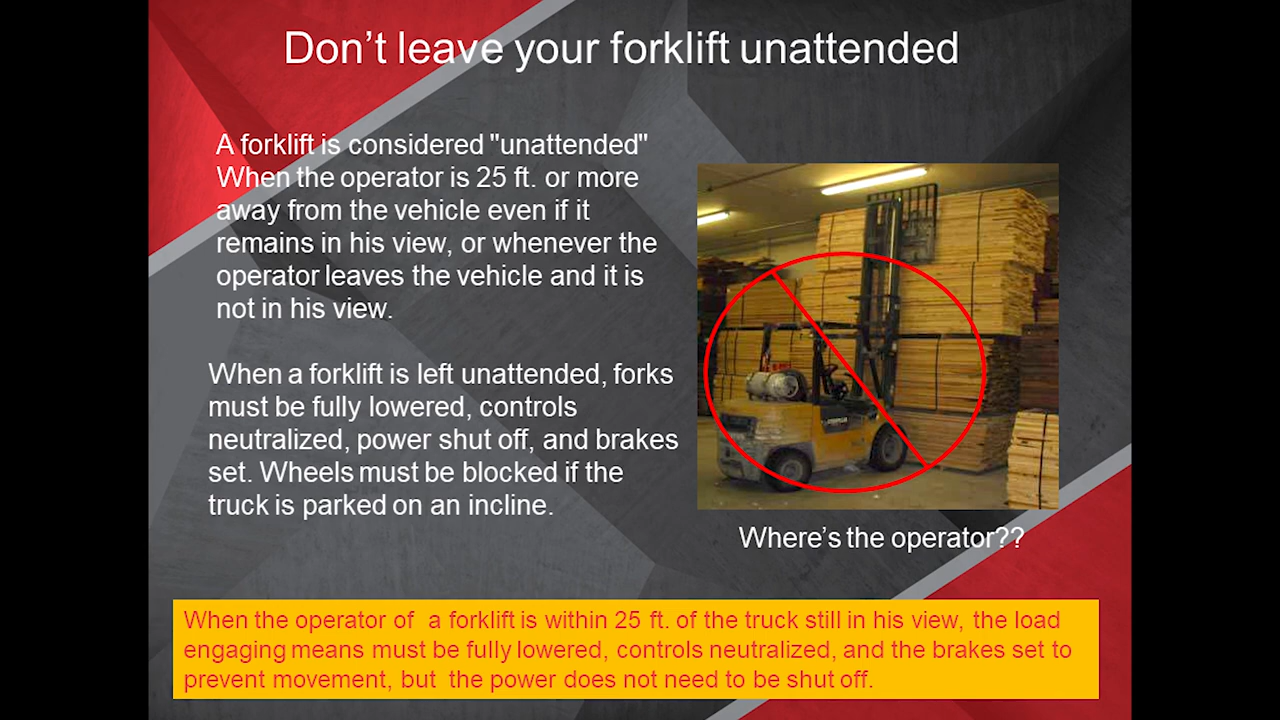 Don't leave your forklift unattended
A forklift is considered "unattended"
When the operator is 25 ft. or more
away from the vehicle even if it
remains in his view, or whenever the
operator leaves the vehicle and it is
not in his view.
When a forklift is left unattended, forks
must be fully lowered, controls
neutralized, power shut off, and brakes
set. Wheels must be blocked if the
truck is parked on an incline.
Where's the operator??
When the operator of  a forklift is within 25 ft. of the truck still in his view, the load
engaging means must be fully lowered, controls neutralized, and the brakes set to
prevent movement, but  the power does not need to be shut off.